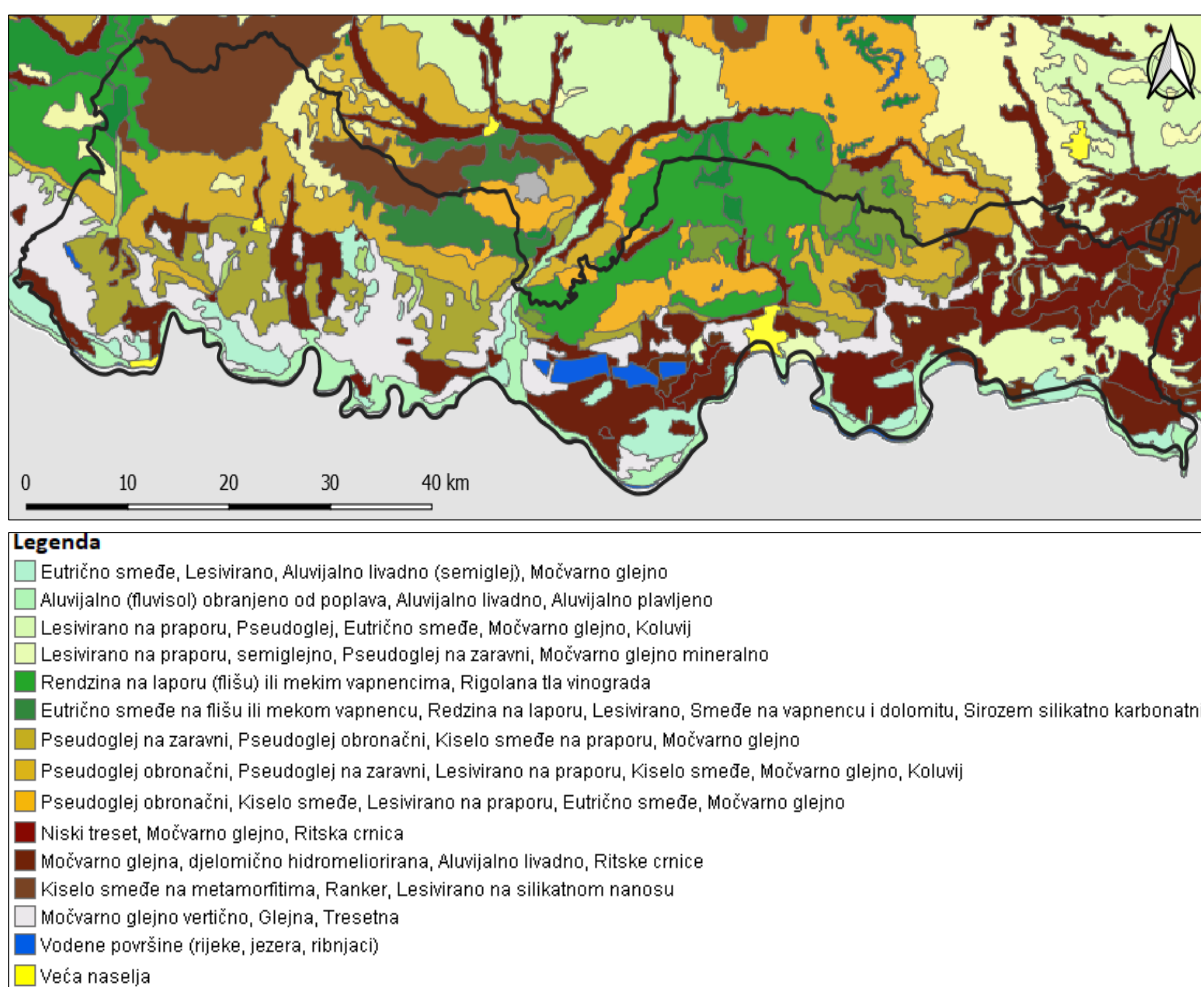 0 10 20 30 40 km
Legenda
Eutrično smeđe, Lesivirano, Aluvijalno livadno (semiglej), Močvarno glejno
Aluvijalno (fluvisol) obranjeno od poplava, Aluvijalno livadno, Aluvijalno plavljeno
Lesivirano na praporu, Pseudoglej, Eutrično smeđe, Močvarno glejno, Koluvij
Lesivirano na praporu, semiglejno, Pseudoglej na zaravni, Močvarno glejno mineralno
Rendzina na laporu (flišu) ili mekim vapnencima, Rigolana tla vinograda
Eutrično smeđe na flišu ili mekom vapnencu, Redzina na laporu, Lesivirano, Smeđe na vapnencu i dolomitu, Sirozem silikatno karbonatni
Pseudoglej na zaravni, Pseudoglej obronačni, Kiselo smeđe na praporu, Močvarno glejno
Pseudoglej obronačni, Pseudoglej na zaravni, Lesivirano na praporu, Kiselo smeđe, Močvarno glejno, Koluvij
Pseudoglej obronačni, Kiselo smeđe, Lesivirano na praporu, Eutrično smeđe, Močvarno glejno
Niski treset, Močvarno glejno, Ritska crnica
Močvarno glejna, djelomično hidromeliorirana, Aluvijalno livadno, Ritske crnice
Kiselo smeđe na metamorfitima, Ranker, Lesivirano na silikatnom nanosu
Močvarno glejno vertično, Glejna, Tresetna
Vodene površine (rijeke, jezera, ribnjaci)
Veća naselja